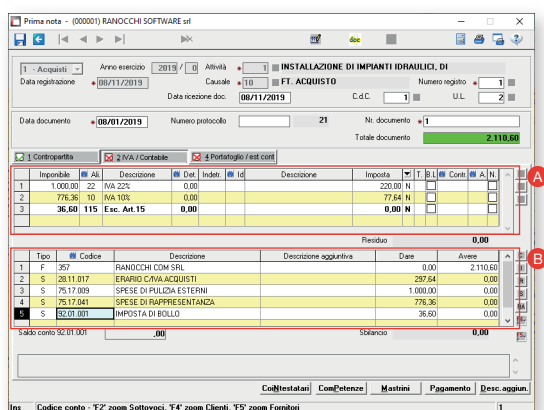 Prima nota - (000001) RANOCCHI SOFTWARE srl
doc
1 - Acquisti Anno esercizio 2019 / 0 Attività 1 INSTALLAZIONE DI IMPIANTI IDRAULICI, DI
Data registrazione 08/11/2019 Causale 10 FT. ACQUISTO Numero registro 1
Data ricezione doc. 08/11/2019 C.d.C. 1 U.L. 2
Data documento 08/01/2019 Numero protocollo 21 Nr. documento 1
Totale documento 2.110,60
1 Contropartita 2 IVA / Contabile 4 Portafoglio / est cont
Imponibile Ali. Descrizione Det. Indetr. Id Descrizione Imposta T. B.I. Contr. A. N.
1 1.000,00 22 IVA 22% 0,00 220,00 N
2 776,36 10 IVA 10% 0,00 77,64 N
3 36,60 115 Esc. Art.15 0,00 0,00 N
A
Residuo 0,00
B
Tipo Codice Descrizione Descrizione aggiuntiva Dare Avere
1 F 357 RANOCCHI COM SRL 0,00 2.110,60
2 S 28.11.017 ERARIO C/IVA ACQUISTI 297,64 0,00
3 S 75.17.009 SPESE DI PULIZIA ESTERNI 1.000,00 0,00
4 S 75.17.041 SPESE DI RAPPRESENTANZA 776,36 0,00
5 S 92.01.001 IMPOSTA DI BOLLO 36,60 0,00
Saldo conto 92.01.001 ,00 Sbilancio 0,00
CoiNtestatari ComPetenze Mastrini Pagamento Desc.aggiun.
Ins Codice conto - "F2" zoom Sottovoci, "F4" zoom Clienti, "F5" zoom Fornitori 1